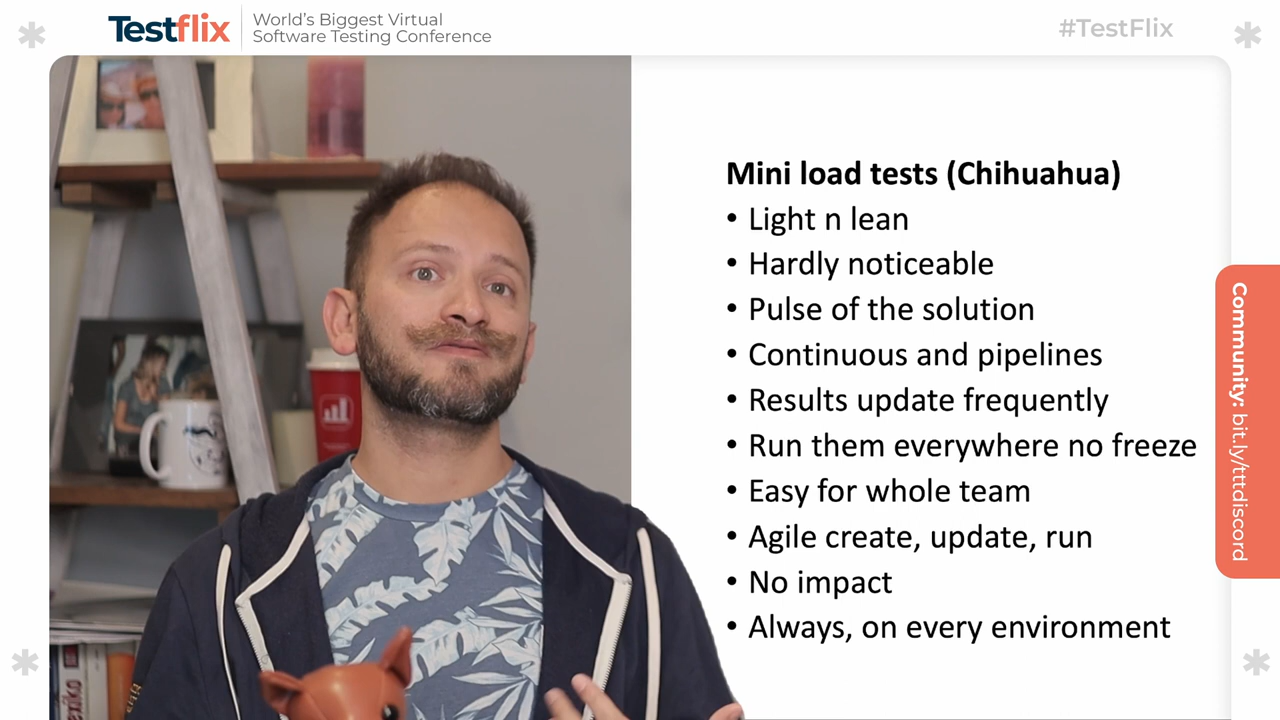 Testflix
World's Biggest Virtual
Software Testing Conference
#TestFlix
Mini load tests (Chihuahua)
• Light n lean
• Hardly noticeable
• Pulse of the solution
• Continuous and pipelines
• Results update frequently
• Run them everywhere no freeze
• Easy for whole team
• Agile create, update, run
• No impact
• Always, on every environment
Community: bit.ly/tttdiscord